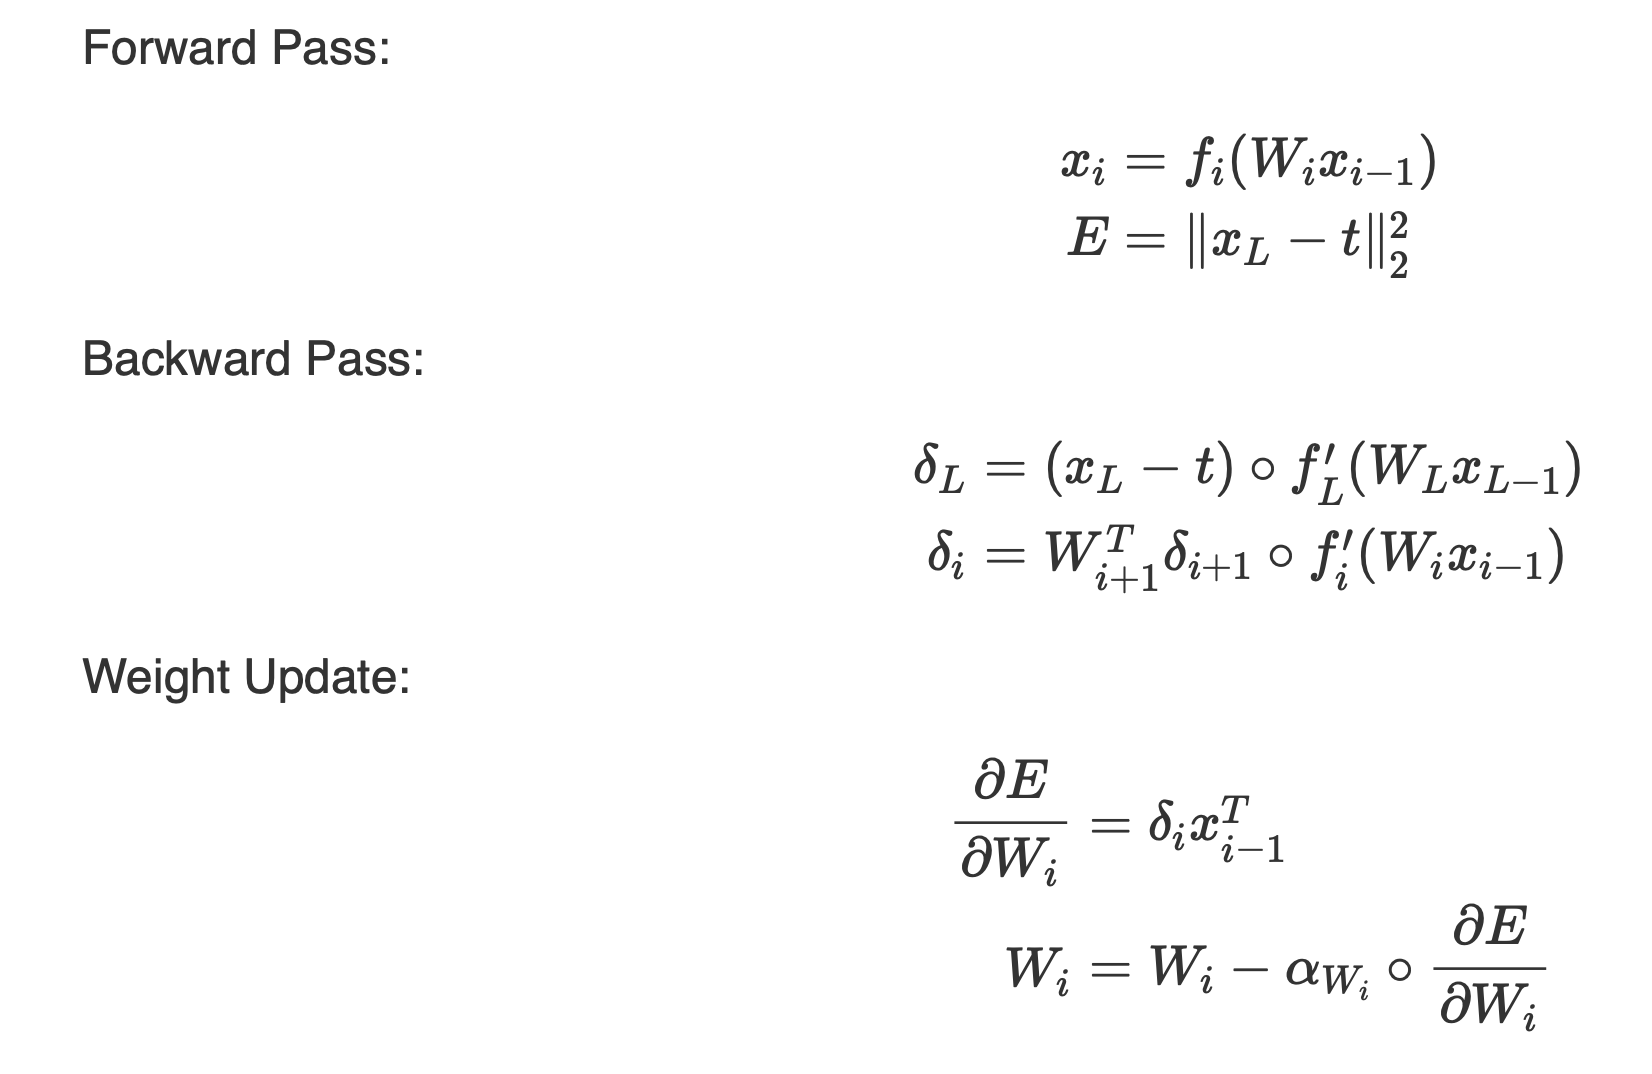 Forward Pass:
$x_i = f_i(W_i x_{i-1})$
$E = \|x_L - t\|_2^2$
Backward Pass:
$\delta_L = (x_L - t) \circ f'_L(W_L x_{L-1})$
$\delta_i = W_{i+1}^T \delta_{i+1} \circ f'_i(W_i x_{i-1})$
Weight Update:
$\frac{\partial E}{\partial W_i} = \delta_i x_{i-1}^T$
$W_i = W_i - \alpha_{W_i} \circ \frac{\partial E}{\partial W_i}$